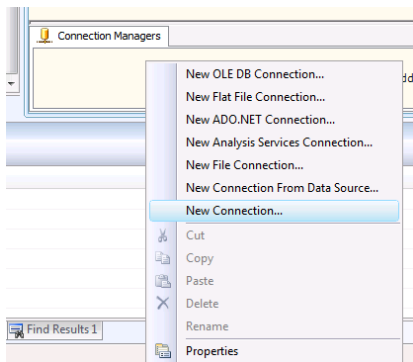 Connection Managers
New OLE DB Connection...
New Flat File Connection...
New ADO.NET Connection...
New Analysis Services Connection...
New File Connection...
New Connection From Data Source...
New Connection...
Cut
Copy
Paste
Delete
Rename
Find Results 1
Properties